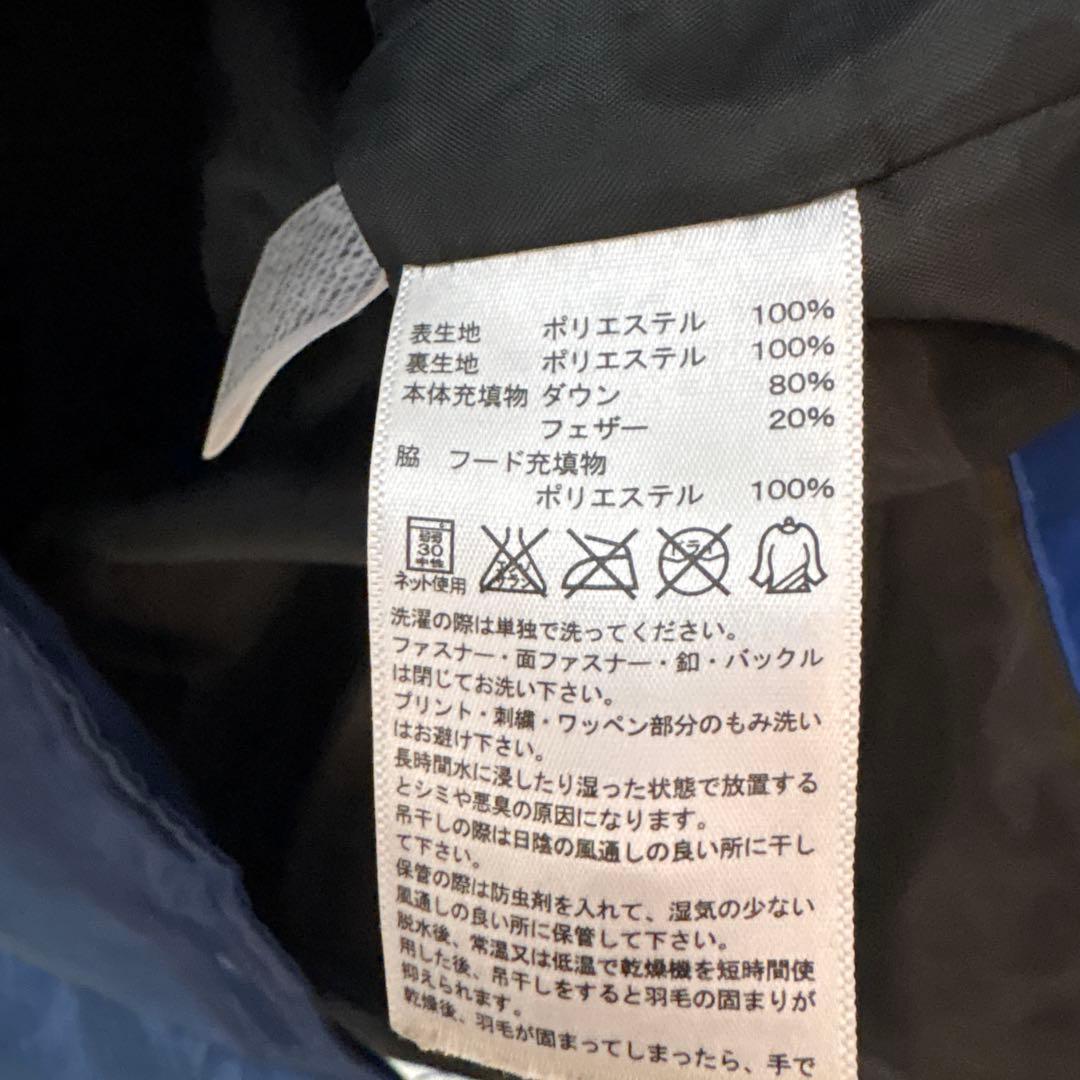 表生地 ポリエステル 100%
裏生地 ポリエステル 100%
本体充填物 ダウン 80%
フェザー 20%
脇 フード充填物
ポリエステル 100%
弱
30
中性
エンソ
サラシ
ドライ
ネット使用
洗濯の際は単独で洗ってください。
ファスナー・面ファスナー・釦・バックル
は閉じてお洗い下さい。
プリント・刺繍・ワッペン部分のもみ洗い
はお避け下さい。
長時間水に浸したり湿った状態で放置する
とシミや悪臭の原因になります。
吊干しの際は日陰の風通しの良い所に干し
て下さい。
保管の際は防虫剤を入れて、湿気の少ない
風通しの良い所に保管して下さい。
脱水後、常温又は低温で乾燥機を短時間使
用した後、吊干しをすると羽毛の固まりが
抑えられます。
乾燥後、羽毛が固まってしまったら、手で